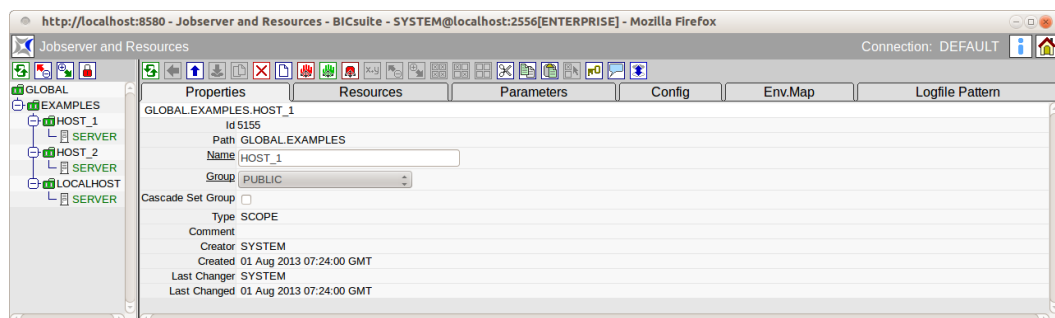 http://localhost:8580 - Jobserver and Resources - BICsuite - SYSTEM@localhost:2556[ENTERPRISE] - Mozilla Firefox
Jobserver and Resources Connection: DEFAULT
GLOBAL
EXAMPLES
HOST_1
SERVER
HOST_2
SERVER
LOCALHOST
SERVER
Properties Resources Parameters Config Env.Map Logfile Pattern
GLOBAL.EXAMPLES.HOST_1
Id 5155
Path GLOBAL.EXAMPLES
Name HOST_1
Group PUBLIC
Cascade Set Group
Type SCOPE
Comment
Creator SYSTEM
Created 01 Aug 2013 07:24:00 GMT
Last Changer SYSTEM
Last Changed 01 Aug 2013 07:24:00 GMT